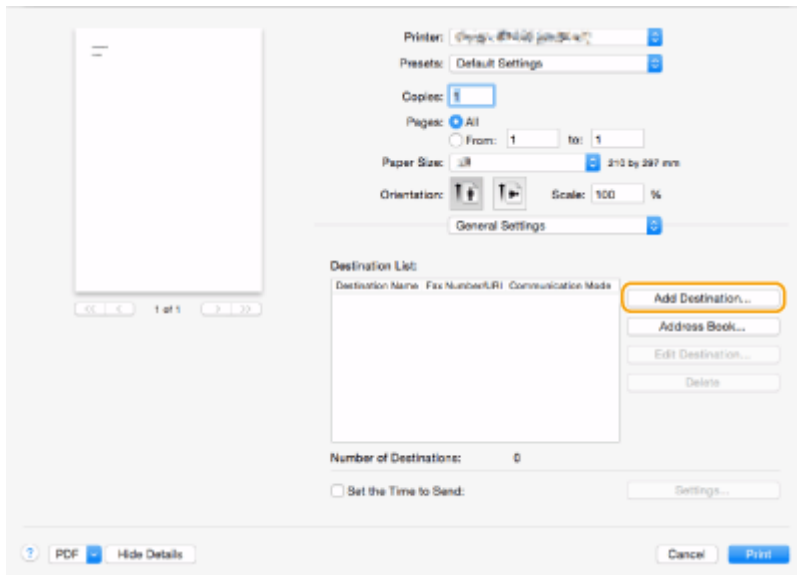 Printer:
Presets: Default Settings
Copies: 1
Pages: All
From: 1 to: 1
Paper Size: 210 by 297 mm
Orientation: Scale: 100 %
General Settings
Destination List:
Destination Name Fax Number/URI Communication Mode
Add Destination...
Address Book...
Edit Destination...
Delete
1 of 1
Number of Destinations: 0
Set the Time to Send: Settings...
? PDF Hide Details Cancel Print